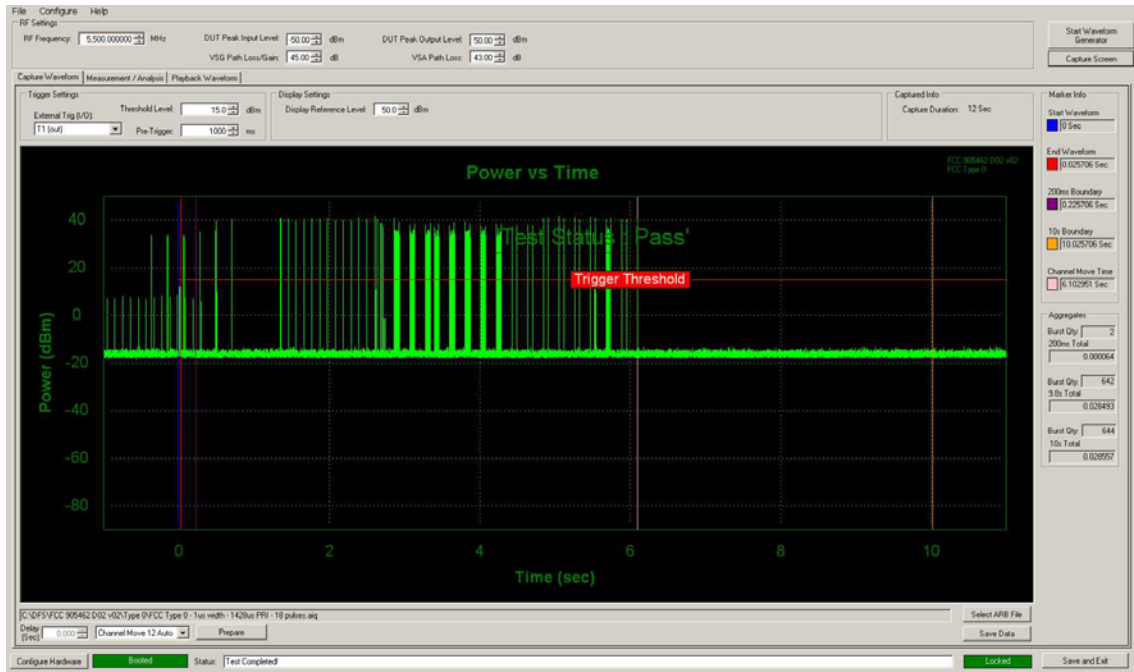 File Configure Help
RF Settings
RF Frequency: 5,500.000000 MHz DUT Peak Input Level: -50.00 dBm DUT Peak Output Level: 50.00 dBm
VSG Path Loss/Gain: 45.00 dB VSA Path Loss: 43.00 dB
Start Waveform
Generator
Capture Screen
Capture Waveform Measurement / Analysis Playback Waveform
Trigger Settings
External Trig (I/O):
T1 (out)
Threshold Level: 15.0 dBm
Pre-Trigger: 1000 ms
Display Settings
Display Reference Level: 50.0 dBm
Captured Info
Capture Duration: 12 Sec
Power vs Time
FCC 905462 D02 v02
FCC Type 0
Test Status : Pass'
Trigger Threshold
Power (dBm)
40
20
0
-20
-40
-60
-80
0 2 4 6 8 10
Time (sec)
Marker Info
Start Waveform
0 Sec
End Waveform
0.025706 Sec
200ms Boundary
0.225706 Sec
10s Boundary
10.025706 Sec
Channel Move Time
6.102951 Sec
Aggregates
Burst Qty: 2
200ms Total
0.000064
Burst Qty: 642
9.8s Total
0.028493
Burst Qty: 644
10s Total
0.028557
C:\DFS\FCC 905462 D02 v02\Type 0\FCC Type 0 - 1us width - 1428us PRI - 18 pulses.aiq
Select ARB File
Delay
(Sec) 0.000 Channel Move 12 Auto Prepare
Save Data
Configure Hardware Booted Status: Test Completed! Locked Save and Exit